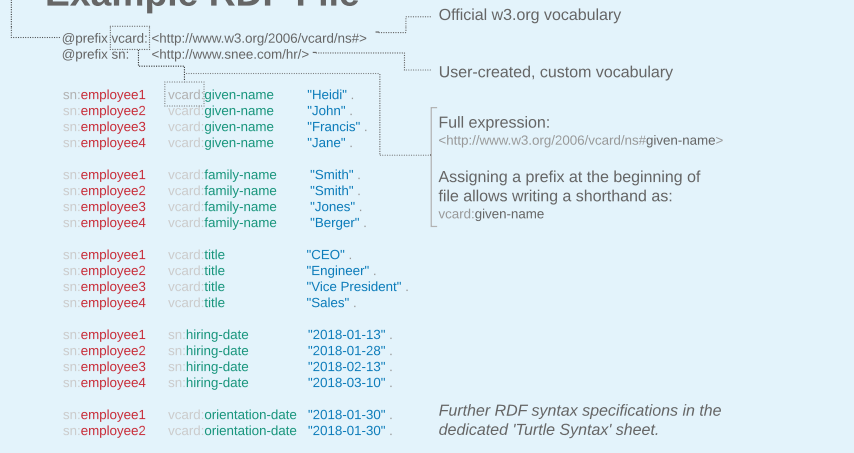 Example RDF File
@prefix vcard: <http://www.w3.org/2006/vcard/ns#>
@prefix sn: <http://www.snee.com/hr/>
Official w3.org vocabulary
User-created, custom vocabulary
sn:employee1 vcard:given-name "Heidi" .
sn:employee2 vcard:given-name "John" .
sn:employee3 vcard:given-name "Francis" .
sn:employee4 vcard:given-name "Jane" .
sn:employee1 vcard:family-name "Smith" .
sn:employee2 vcard:family-name "Smith" .
sn:employee3 vcard:family-name "Jones" .
sn:employee4 vcard:family-name "Berger" .
sn:employee1 vcard:title "CEO" .
sn:employee2 vcard:title "Engineer" .
sn:employee3 vcard:title "Vice President" .
sn:employee4 vcard:title "Sales" .
sn:employee1 sn:hiring-date "2018-01-13" .
sn:employee2 sn:hiring-date "2018-01-28" .
sn:employee3 sn:hiring-date "2018-02-13" .
sn:employee4 sn:hiring-date "2018-03-10" .
sn:employee1 vcard:orientation-date "2018-01-30" .
sn:employee2 vcard:orientation-date "2018-01-30" .
Full expression:
<http://www.w3.org/2006/vcard/ns#given-name>
Assigning a prefix at the beginning of
file allows writing a shorthand as:
vcard:given-name
Further RDF syntax specifications in the
dedicated 'Turtle Syntax' sheet.